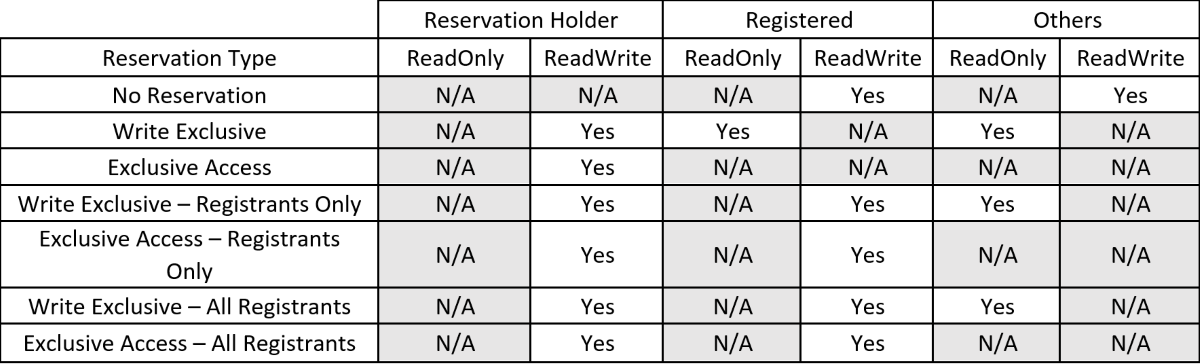 Reservation Holder Registered Others
Reservation Type ReadOnly ReadWrite ReadOnly ReadWrite ReadOnly ReadWrite
No Reservation N/A N/A N/A Yes N/A Yes
Write Exclusive N/A Yes Yes N/A Yes N/A
Exclusive Access N/A Yes N/A N/A N/A N/A
Write Exclusive – Registrants Only N/A Yes N/A Yes Yes N/A
Exclusive Access – Registrants
Only N/A Yes N/A Yes N/A N/A
Write Exclusive – All Registrants N/A Yes N/A Yes Yes N/A
Exclusive Access – All Registrants N/A Yes N/A Yes N/A N/A